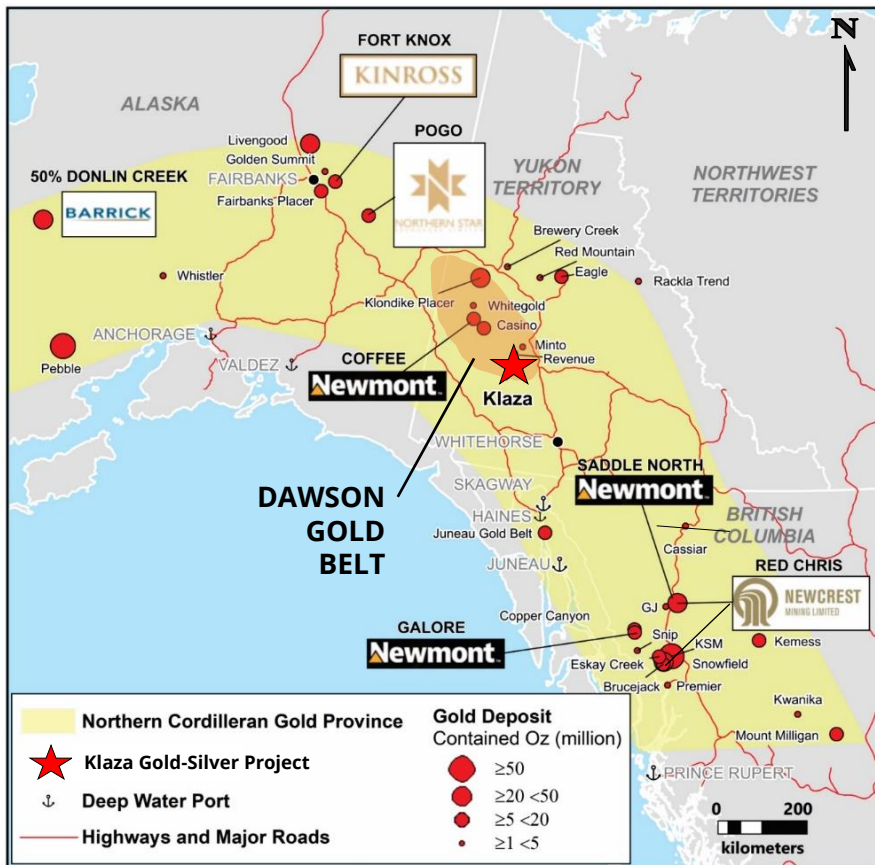 N
FORT KNOX
KINROSS
ALASKA
POGO
NORTHERN STAR
Livengood
Golden Summit
FAIRBANKS
Fairbanks Placer
50% DONLIN CREEK
BARRICK
YUKON
TERRITORY
NORTHWEST
TERRITORIES
Brewery Creek
Red Mountain
Eagle
Rackla Trend
Whistler
Klondike Placer
Whitegold
Casino
ANCHORAGE
Minto
Revenue
Pebble
VALDEZ
COFFEE
Newmont™
Klaza
WHITEHORSE
SADDLE NORTH
Newmont™
SKAGWAY
DAWSON
GOLD
BELT
HAINES
BRITISH
COLUMBIA
Juneau Gold Belt
Cassiar
JUNEAU
RED CHRIS
NEWCREST
MINING LIMITED
GJ
Copper Canyon
GALORE
Newmont™
Snip
KSM
Kemess
Eskay Creek
Snowfield
Brucejack
Premier
Kwanika
Mount Milligan
PRINCE RUPERT
Northern Cordilleran Gold Province
Klaza Gold-Silver Project
Deep Water Port
Highways and Major Roads
Gold Deposit
Contained Oz (million)
≥50
≥20 <50
≥5 <20
≥1 <5
0 200
kilometers